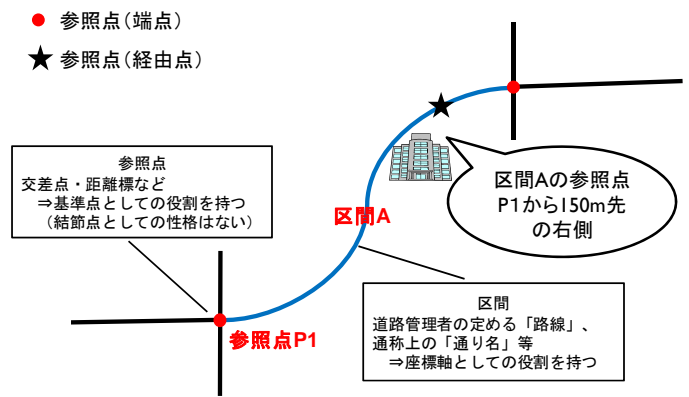 参照点(端点)
参照点(経由点)
参照点
交差点・距離標など
⇒基準点としての役割を持つ
(結節点としての性格はない)
区間Aの参照点
P1から150m先
の右側
区間A
区間
道路管理者の定める「路線」、
通称上の「通り名」等
⇒座標軸としての役割を持つ
参照点P1